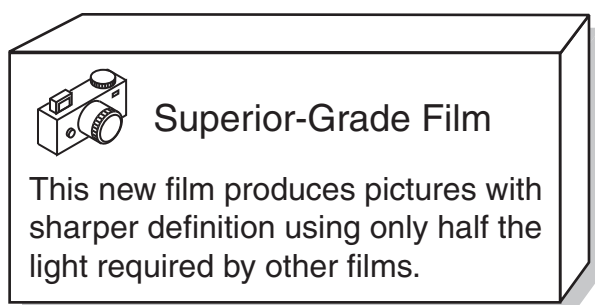 Superior-Grade Film
This new film produces pictures with
sharper definition using only half the
light required by other films.